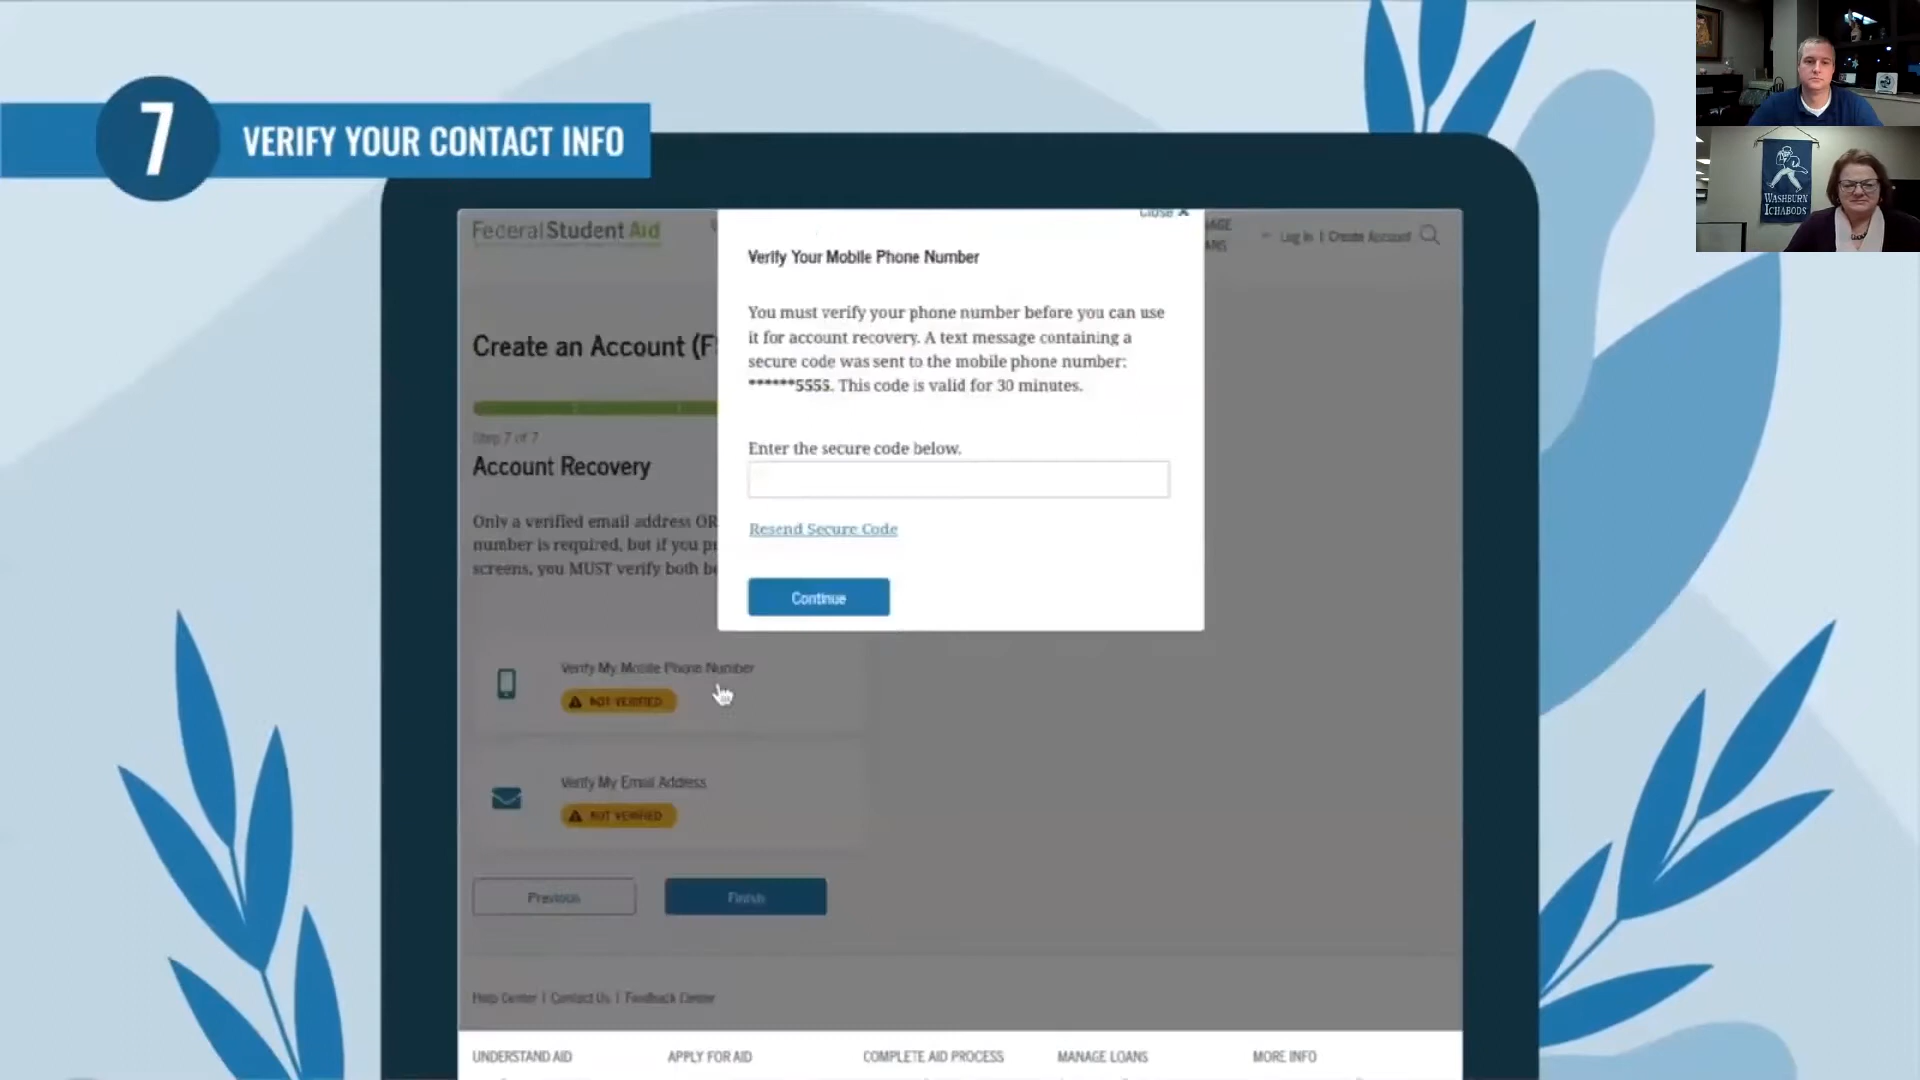 7
VERIFY YOUR CONTACT INFO
WASHBURN
ICHABODS
Federal Student Aid
Log In | Create Account
Close X
Verify Your Mobile Phone Number
You must verify your phone number before you can use
it for account recovery. A text message containing a
secure code was sent to the mobile phone number:
******5555. This code is valid for 30 minutes.
Enter the secure code below.
Resend Secure Code
Continue
Create an Account (F
Step 7 of 7
Account Recovery
Only a verified email address OR
number is required, but if you
screens, you MUST verify both
Verify My Mobile Phone Number
NOT VERIFIED
Verify My Email Address
NOT VERIFIED
Previous
Finish
Help Center | Contact Us | Feedback Center
UNDERSTAND AID
APPLY FOR AID
COMPLETE AID PROCESS
MANAGE LOANS
MORE INFO